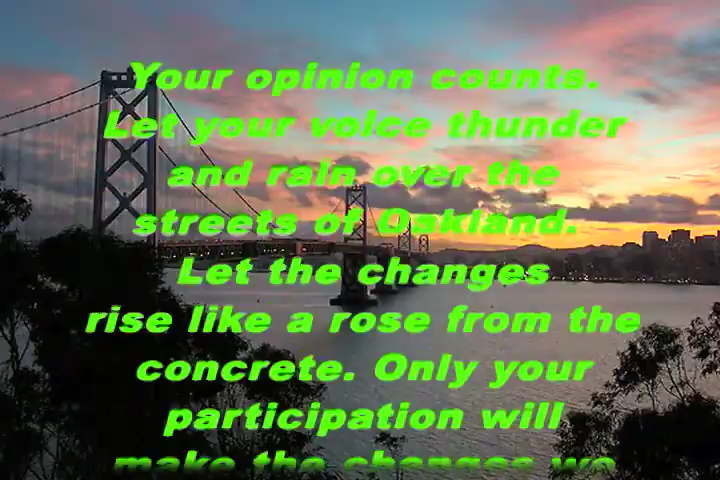 Your opinion counts.
Let your voice thunder
and rain over the
streets of Oakland.
Let the changes
rise like a rose from the
concrete. Only your
participation will
make the changes we